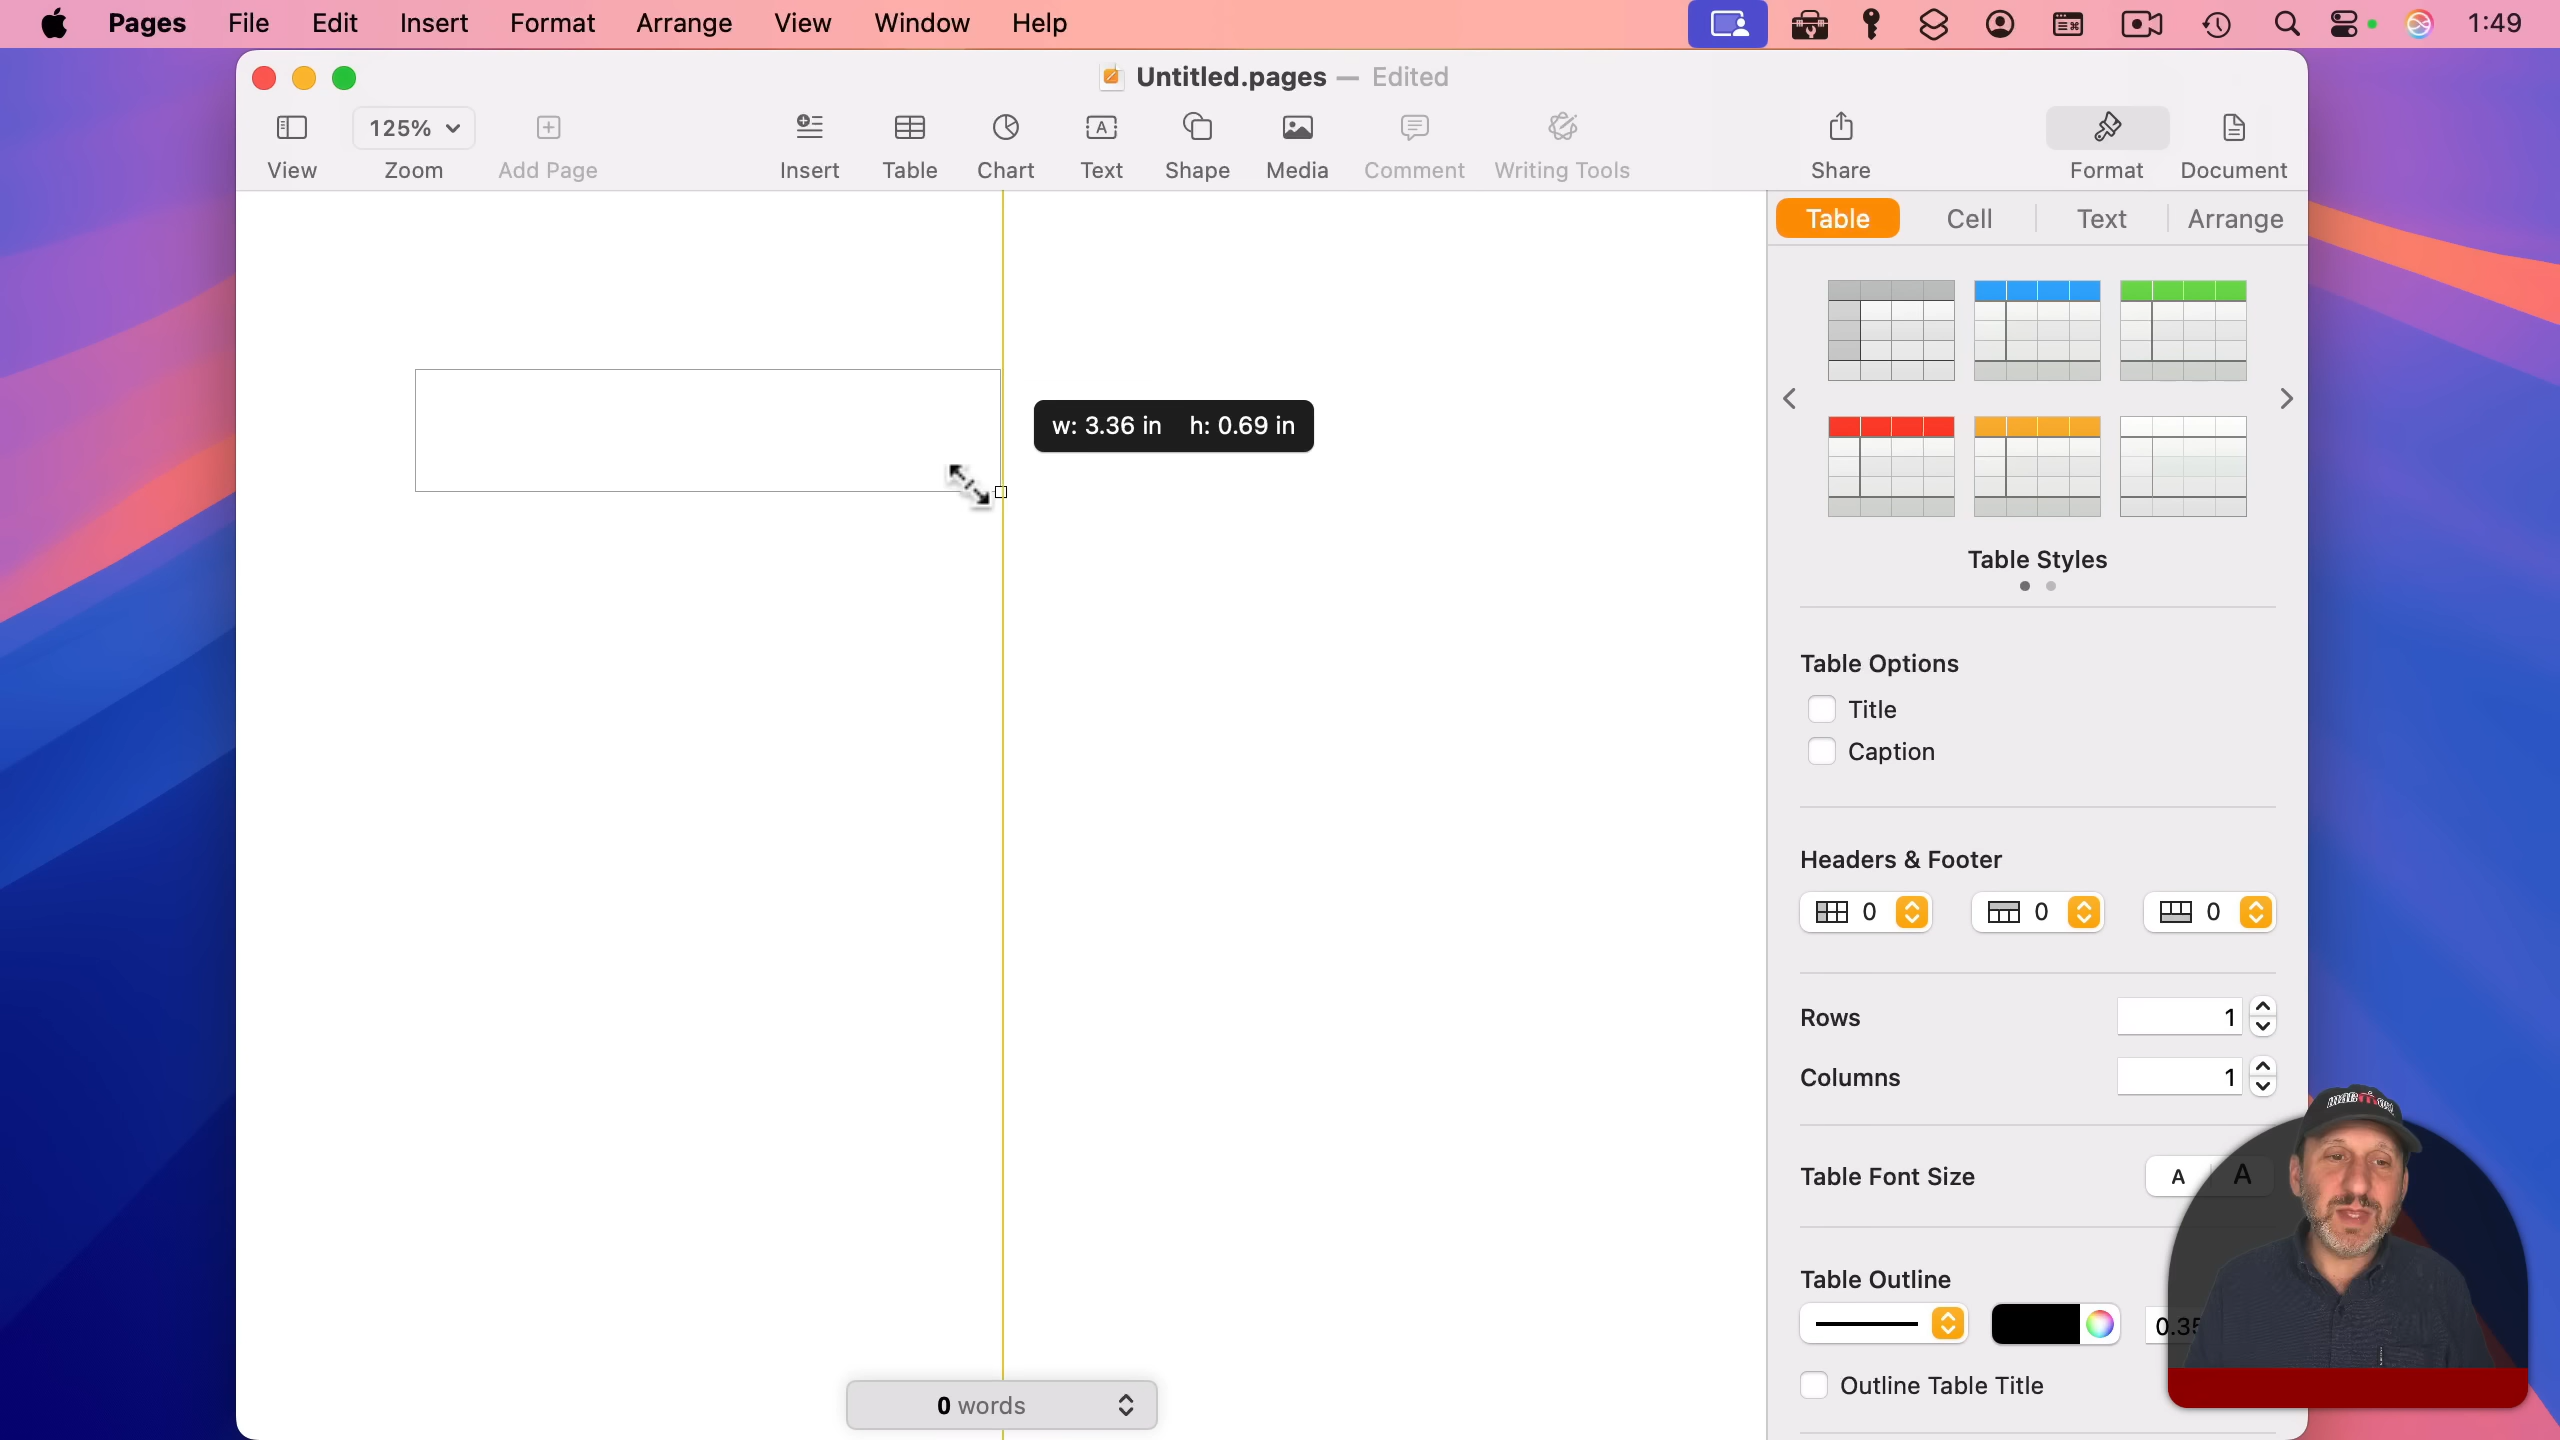 Pages File Edit Insert Format Arrange View Window Help 1:49
Untitled.pages — Edited
125%
View Zoom Add Page Insert Table Chart Text Shape Media Comment Writing Tools Share Format Document
Table Cell Text Arrange
w: 3.36 in h: 0.69 in
Table Styles
Table Options
Title
Caption
Headers & Footer
0 0 0
Rows 1
Columns 1
Table Font Size A A
Table Outline
0.35
Outline Table Title
0 words